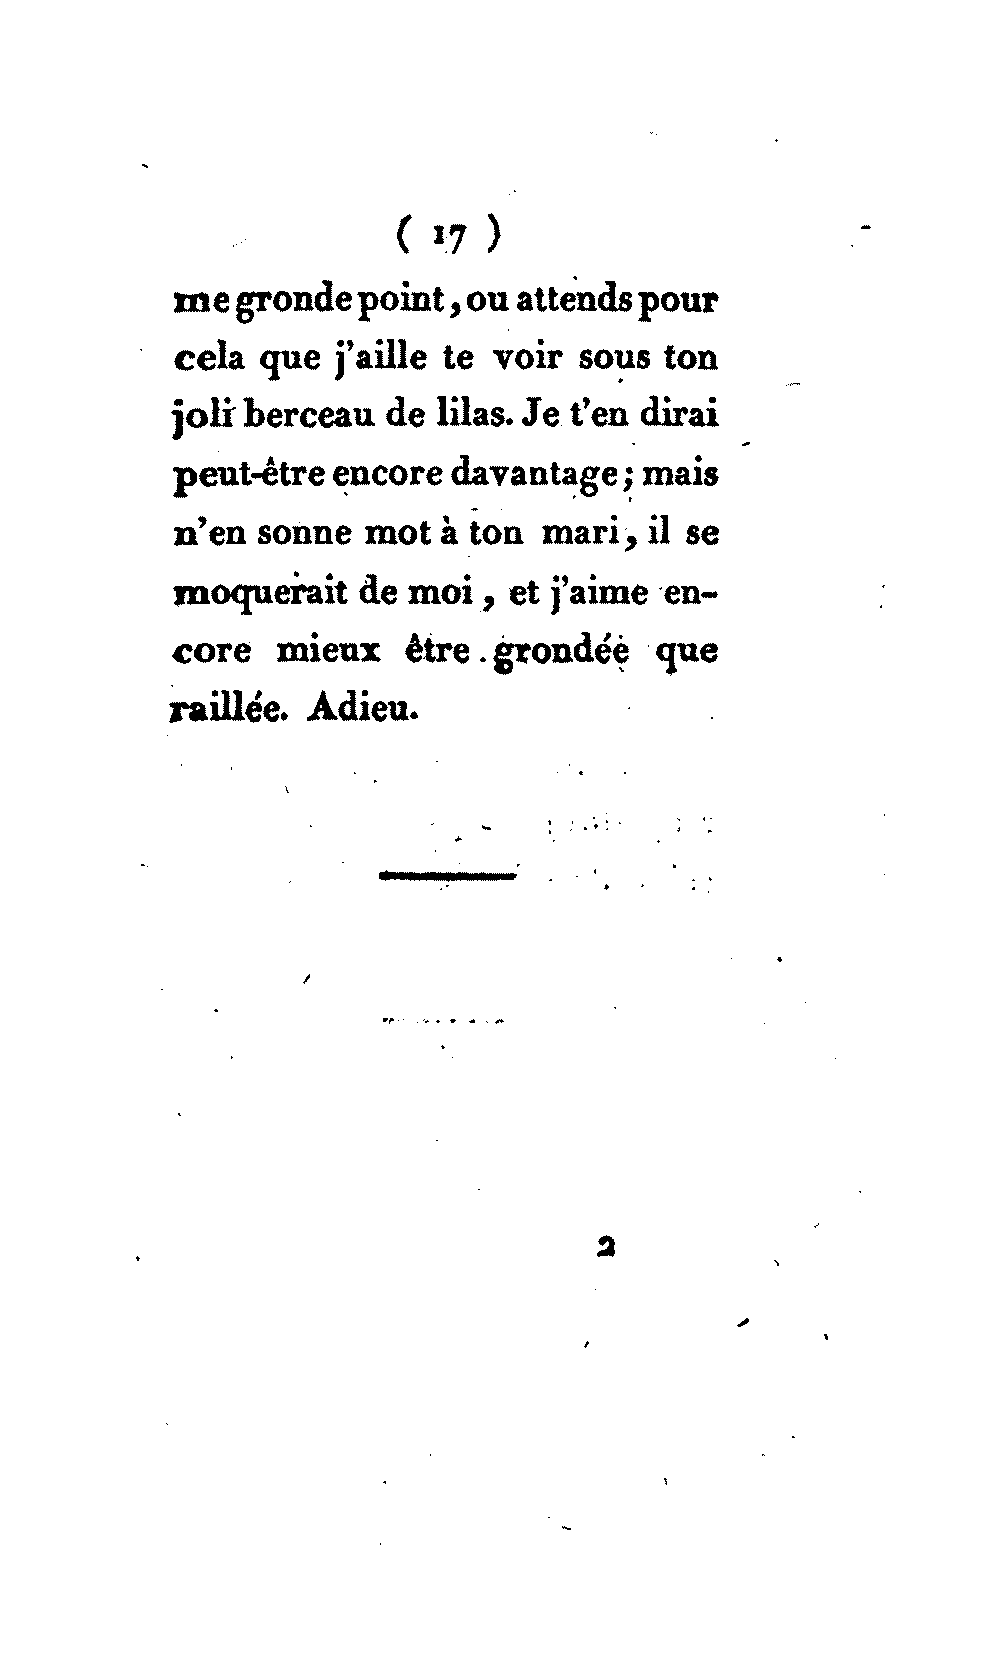 ( 17 )
me gronde point, ou attends pour
cela que j'aille te voir sous ton
joli berceau de lilas. Je t'en dirai
peut-être encore davantage; mais
n'en sonne mot à ton mari, il se
moquerait de moi, et j'aime en-
core mieux être grondée que
raillée. Adieu.
2